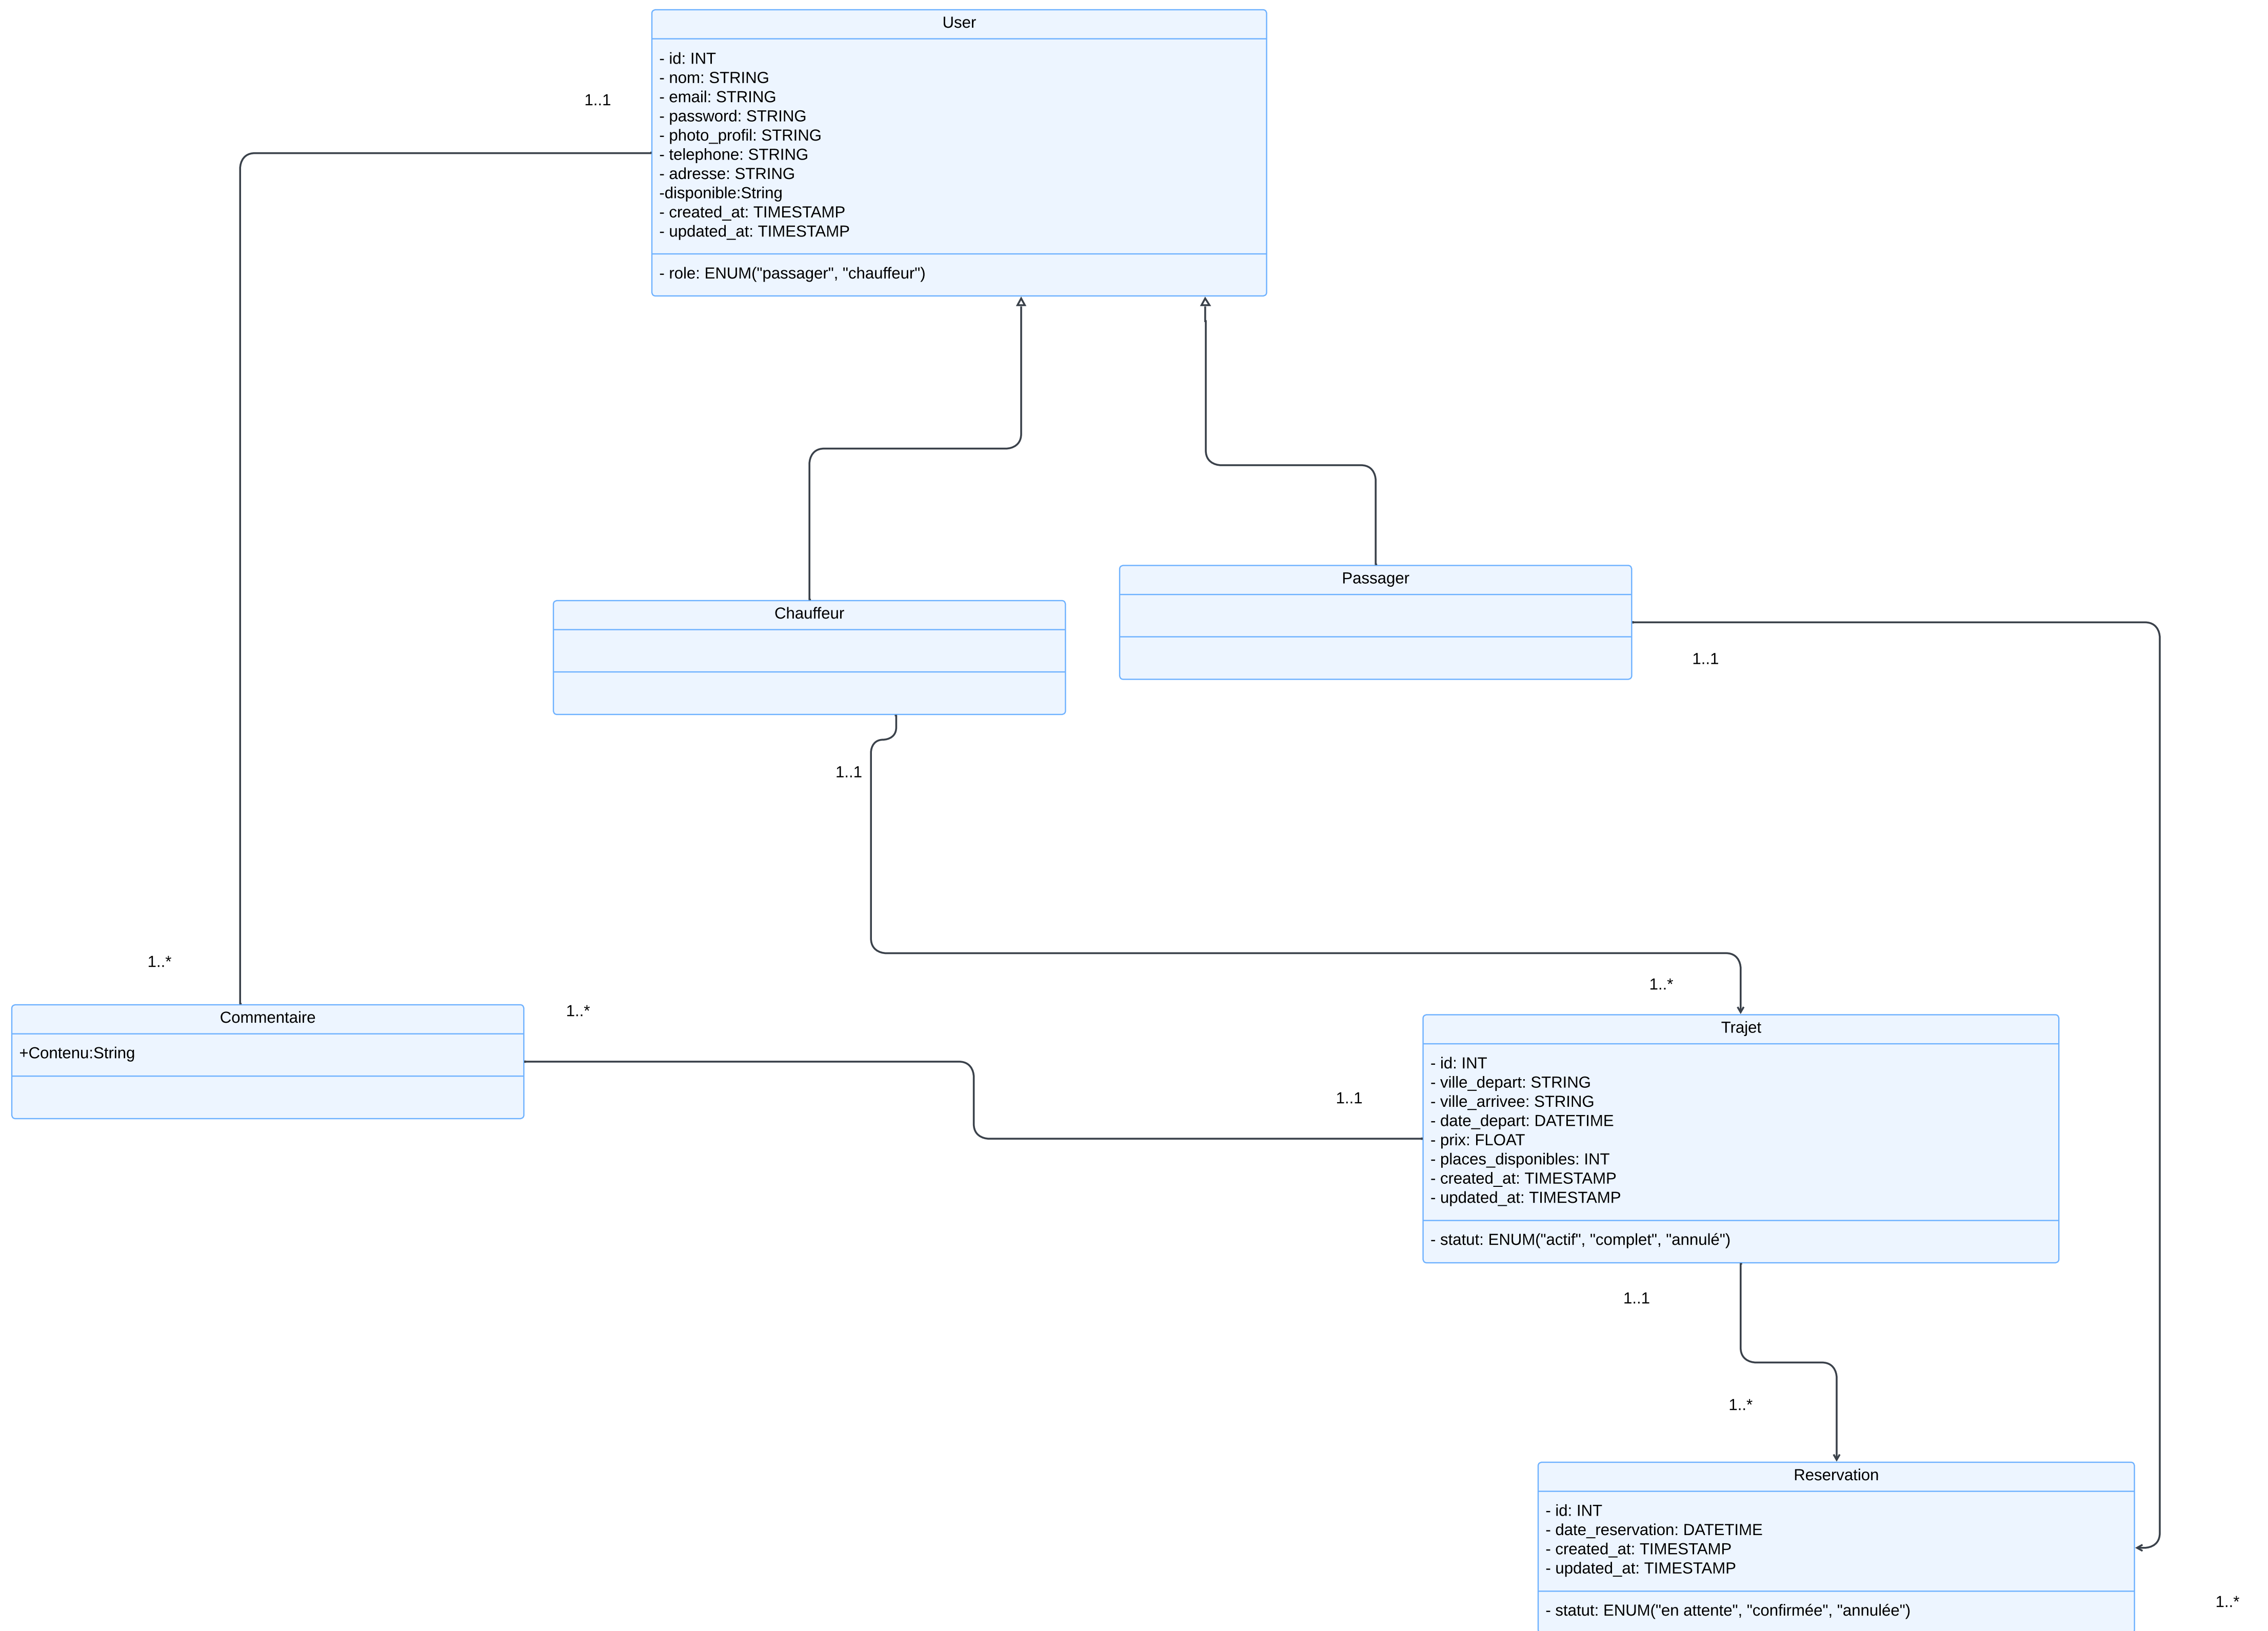 User
- id: INT
- nom: STRING
- email: STRING
- password: STRING
- photo_profil: STRING
- telephone: STRING
- adresse: STRING
-disponible:String
- created_at: TIMESTAMP
- updated_at: TIMESTAMP
- role: ENUM("passager", "chauffeur")
1..1
Passager
Chauffeur
1..1
1..1
1..*
1..*
1..*
Commentaire
+Contenu:String
1..1
Trajet
- id: INT
- ville_depart: STRING
- ville_arrivee: STRING
- date_depart: DATETIME
- prix: FLOAT
- places_disponibles: INT
- created_at: TIMESTAMP
- updated_at: TIMESTAMP
- statut: ENUM("actif", "complet", "annulé")
1..1
1..*
Reservation
- id: INT
- date_reservation: DATETIME
- created_at: TIMESTAMP
- updated_at: TIMESTAMP
- statut: ENUM("en attente", "confirmée", "annulée")
1..*